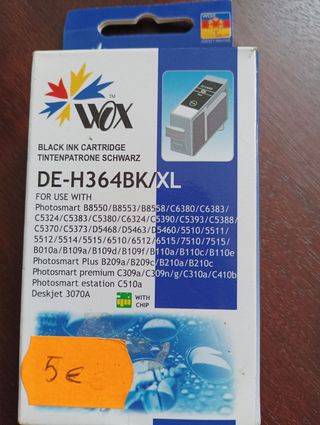 WOX
WOX™
BLACK INK CARTRIDGE
TINTENPATRONE SCHWARZ
DE-H364BK/XL
FOR USE WITH
Photosmart B8550/B8553/B8558/C6380/C6383/
C5324/C5383/C5380/C6324/C5390/C5393/C5388/
C5370/C5373/D5468/D5463/D5460/5510/5511/
5512/5514/5515/6510/6512/6515/7510/7515/
B010a/B109a/B109d/B109f/B110a/B110c/B110e
Photosmart Plus B209a/B209c/B210a/B210c
Photosmart premium C309a/C309n/g/C310a/C410b
Photosmart estation C510a
Deskjet 3070A
WITH
CHIP
5€